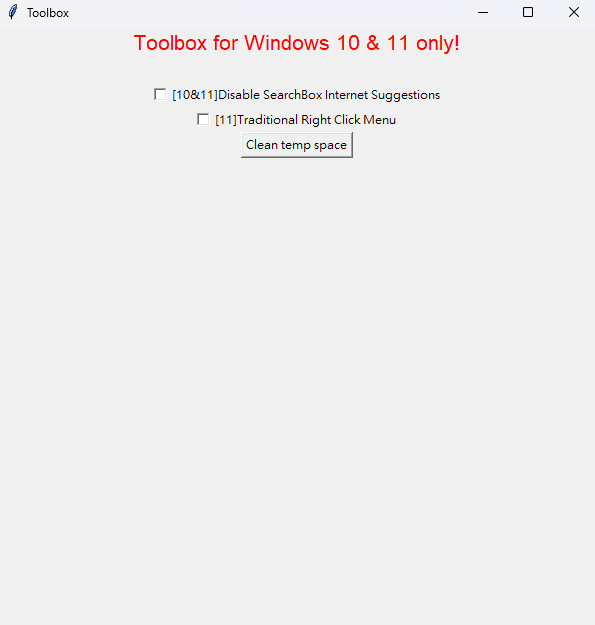 Toolbox
Toolbox for Windows 10 & 11 only!
[10&11]Disable SearchBox Internet Suggestions
[11]Traditional Right Click Menu
Clean temp space